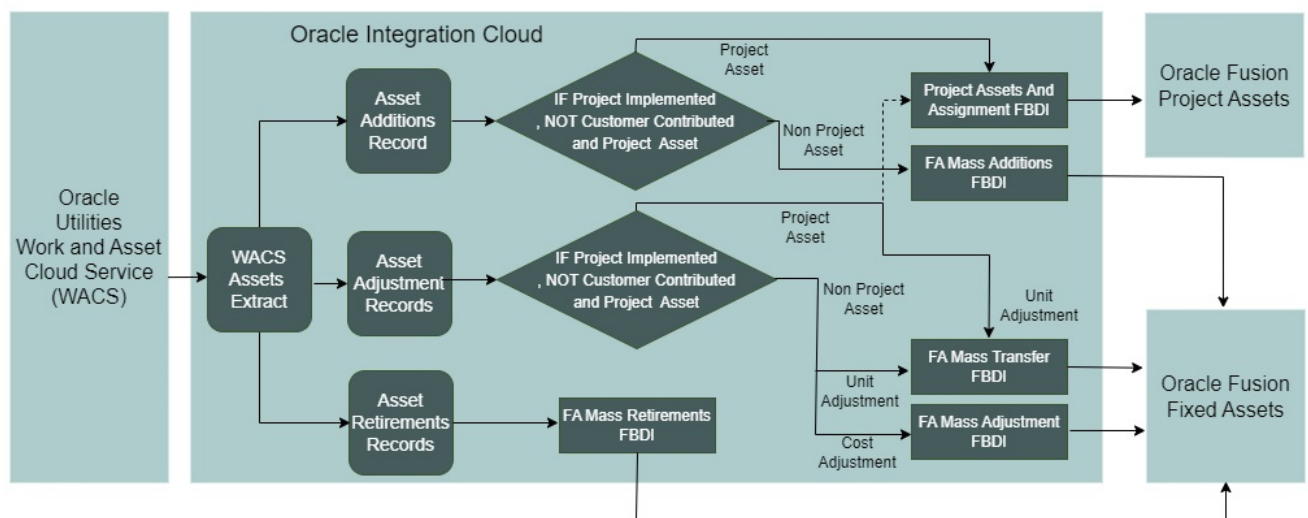 Oracle Integration Cloud
Oracle
Utilities
Work and Asset
Cloud Service
(WACS)
WACS
Assets
Extract
Asset
Additions
Record
IF Project Implemented
, NOT Customer Contributed
and Project Asset
Project
Asset
Non Project
Asset
Project Assets And
Assignment FBDI
FA Mass Additions
FBDI
Oracle Fusion
Project Assets
Asset
Adjustment
Records
IF Project Implemented
, NOT Customer Contributed
and Project Asset
Project
Asset
Non Project
Asset
Unit
Adjustment
Unit
Adjustment
Cost
Adjustment
FA Mass Transfer
FBDI
FA Mass Adjustment
FBDI
Oracle Fusion
Fixed Assets
Asset
Retirements
Records
FA Mass Retirements
FBDI